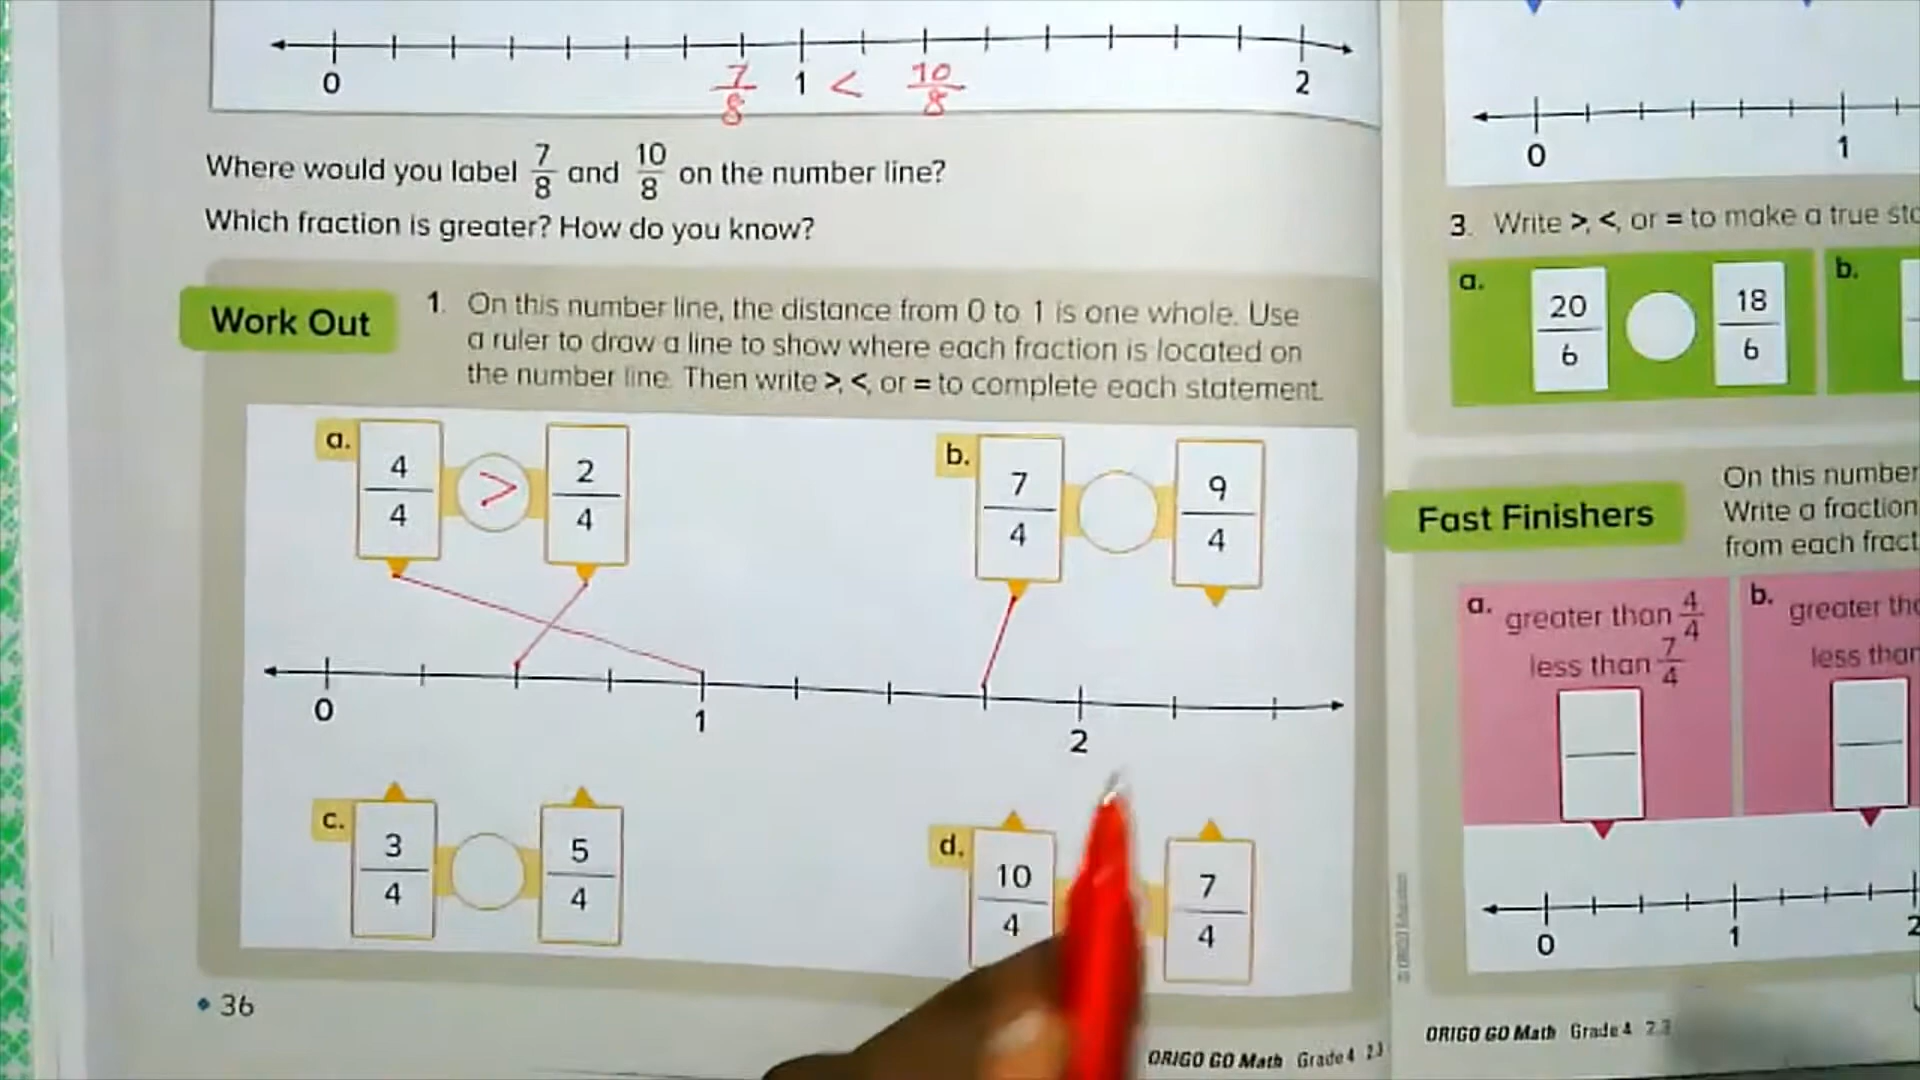 0 7/8 1 < 10/8 2
Where would you label 7/8 and 10/8 on the number line?
Which fraction is greater? How do you know?
Work Out
1. On this number line, the distance from 0 to 1 is one whole. Use
a ruler to draw a line to show where each fraction is located on
the number line. Then write >, <, or = to complete each statement.
a. 4/4 > 2/4
b. 7/4 9/4
0 1 2
c. 3/4 5/4
d. 10/4 7/4
36
ORIGO GO Math Grade 4 2.3
0 1
3. Write >, <, or = to make a true
a. 20/6 18/6
b.
Fast Finishers
On this number
Write a fraction
from each
a. greater than 4/4
less than 7/4
b. greater
less than
0 1 2
ORIGO GO Math Grade 4 2.3